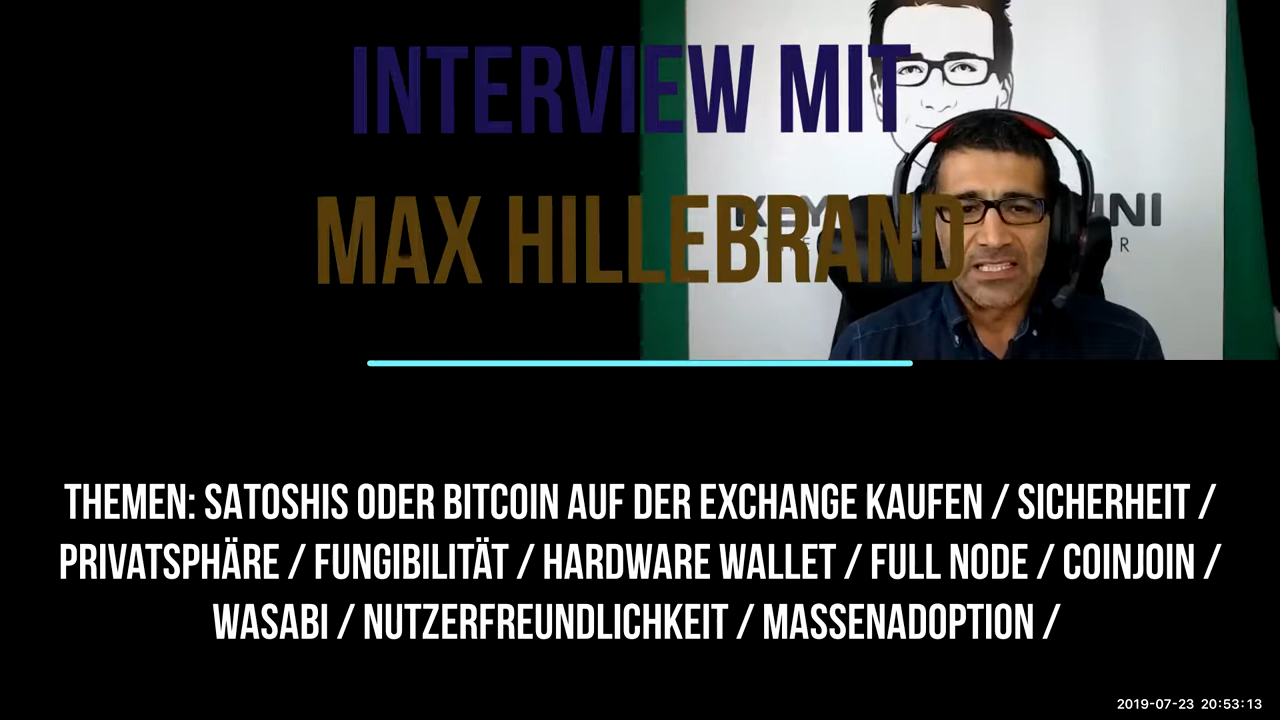 INTERVIEW MIT
MAX HILLEBRAND
THEMEN: SATOSHIS ODER BITCOIN AUF DER EXCHANGE KAUFEN / SICHERHEIT /
PRIVATSPHÄRE / FUNGIBILITÄT / HARDWARE WALLET / FULL NODE / COINJOIN /
WASABI / NUTZERFREUNDLICHKEIT / MASSENADOPTION /
2019-07-23 20:53:13